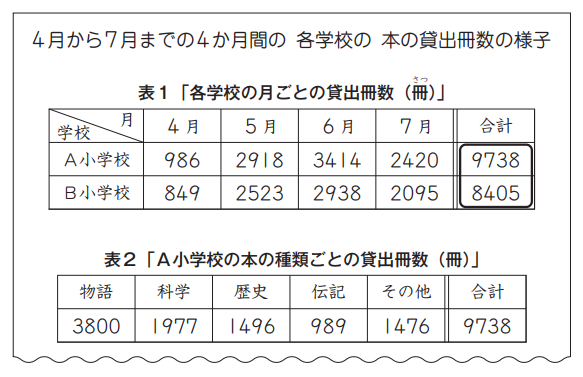 4月から7月までの4か月間の 各学校の 本の貸出冊数の様子
表1「各学校の月ごとの貸出冊数(冊)」
さつ
月
学校
4月 5月 6月 7月 合計
A小学校 986 2918 3414 2420 9738
B小学校 849 2523 2938 2095 8405
表2「A小学校の本の種類ごとの貸出冊数(冊)」
物語 科学 歴史 伝記 その他 合計
3800 1977 1496 989 1476 9738